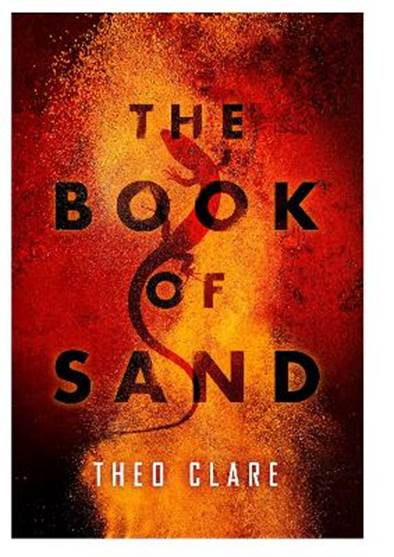 THE
BOOK
OF
SAND
THEO CLARE